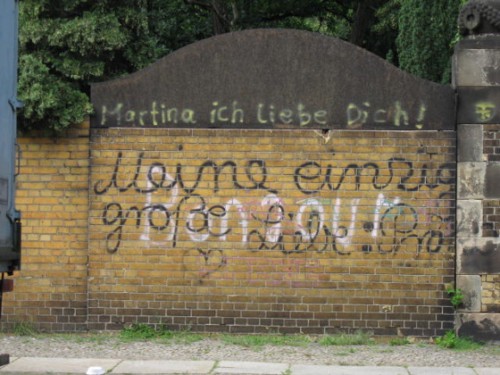 Martina ich liebe Dich!
Meine einzig
große Liebe!